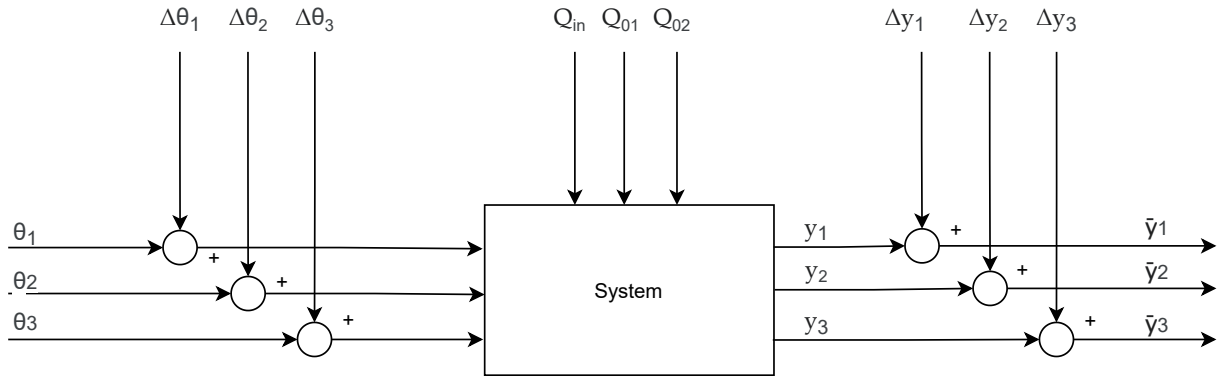 Δθ₁ Δθ₂ Δθ₃ Qᵢₙ Q₀₁ Q₀₂ Δy₁ Δy₂ Δy₃
θ₁ + y₁ + ȳ1
θ2 + System y₂ + ȳ2
θ3 + y₃ + ȳ3